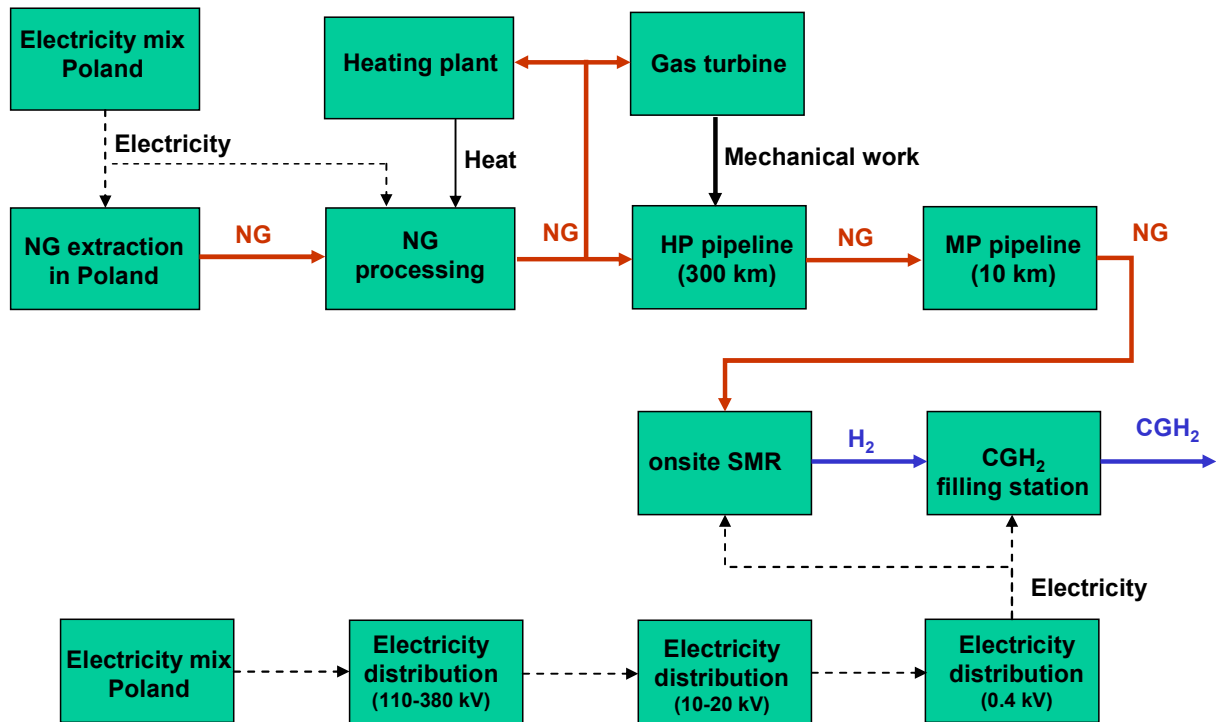 Electricity mix
Poland
Heating plant
Gas turbine
Electricity
Heat
Mechanical work
NG extraction
in Poland
NG
NG
processing
NG
HP pipeline
(300 km)
NG
MP pipeline
(10 km)
NG
onsite SMR
H₂
CGH₂
filling station
CGH₂
Electricity
Electricity mix
Poland
Electricity
distribution
(110-380 kV)
Electricity
distribution
(10-20 kV)
Electricity
distribution
(0.4 kV)